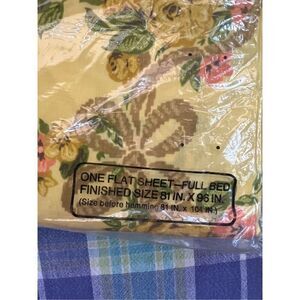 ONE FLAT SHEET—FULL BED
FINISHED SIZE 81 IN. X 96 IN.
(Size before hemming 81 IN. x 104 IN.)